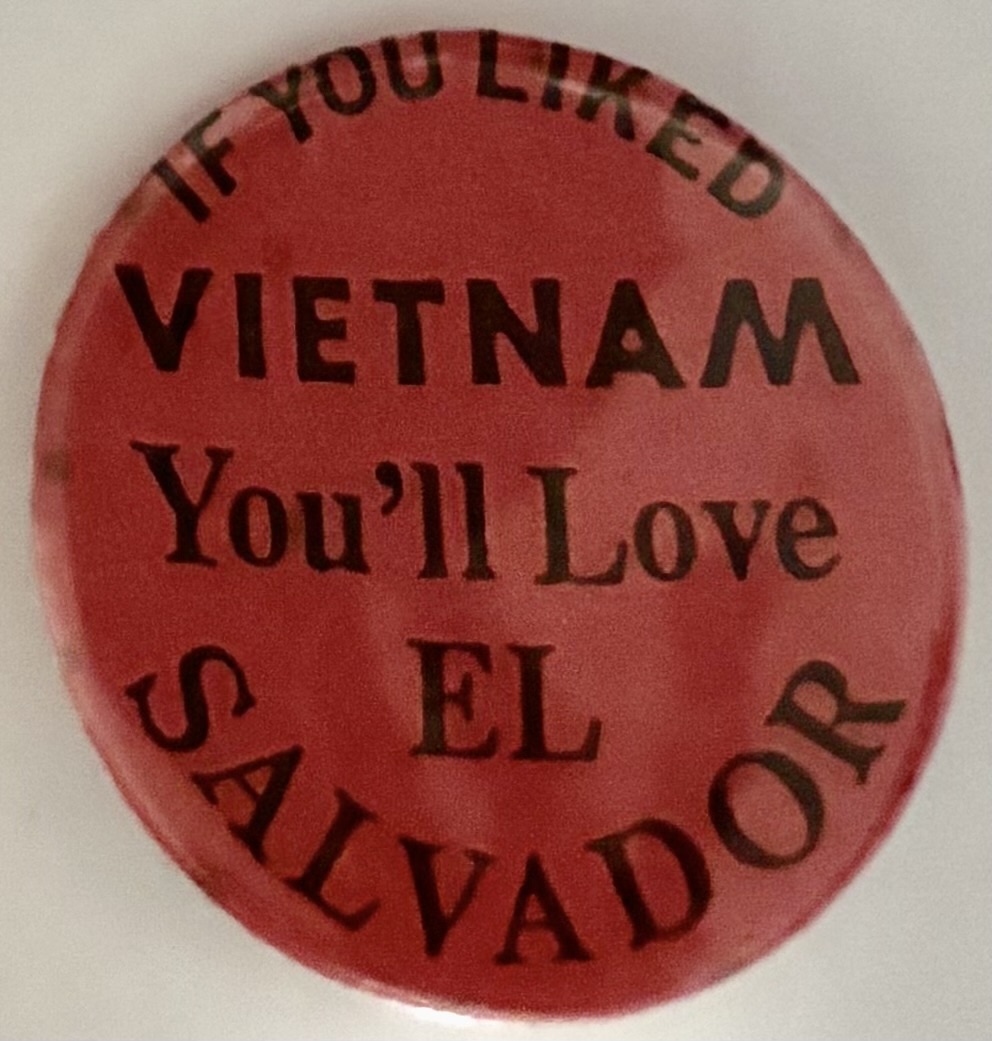 IF YOU LIKED
VIETNAM
You'll Love
EL
SALVADOR